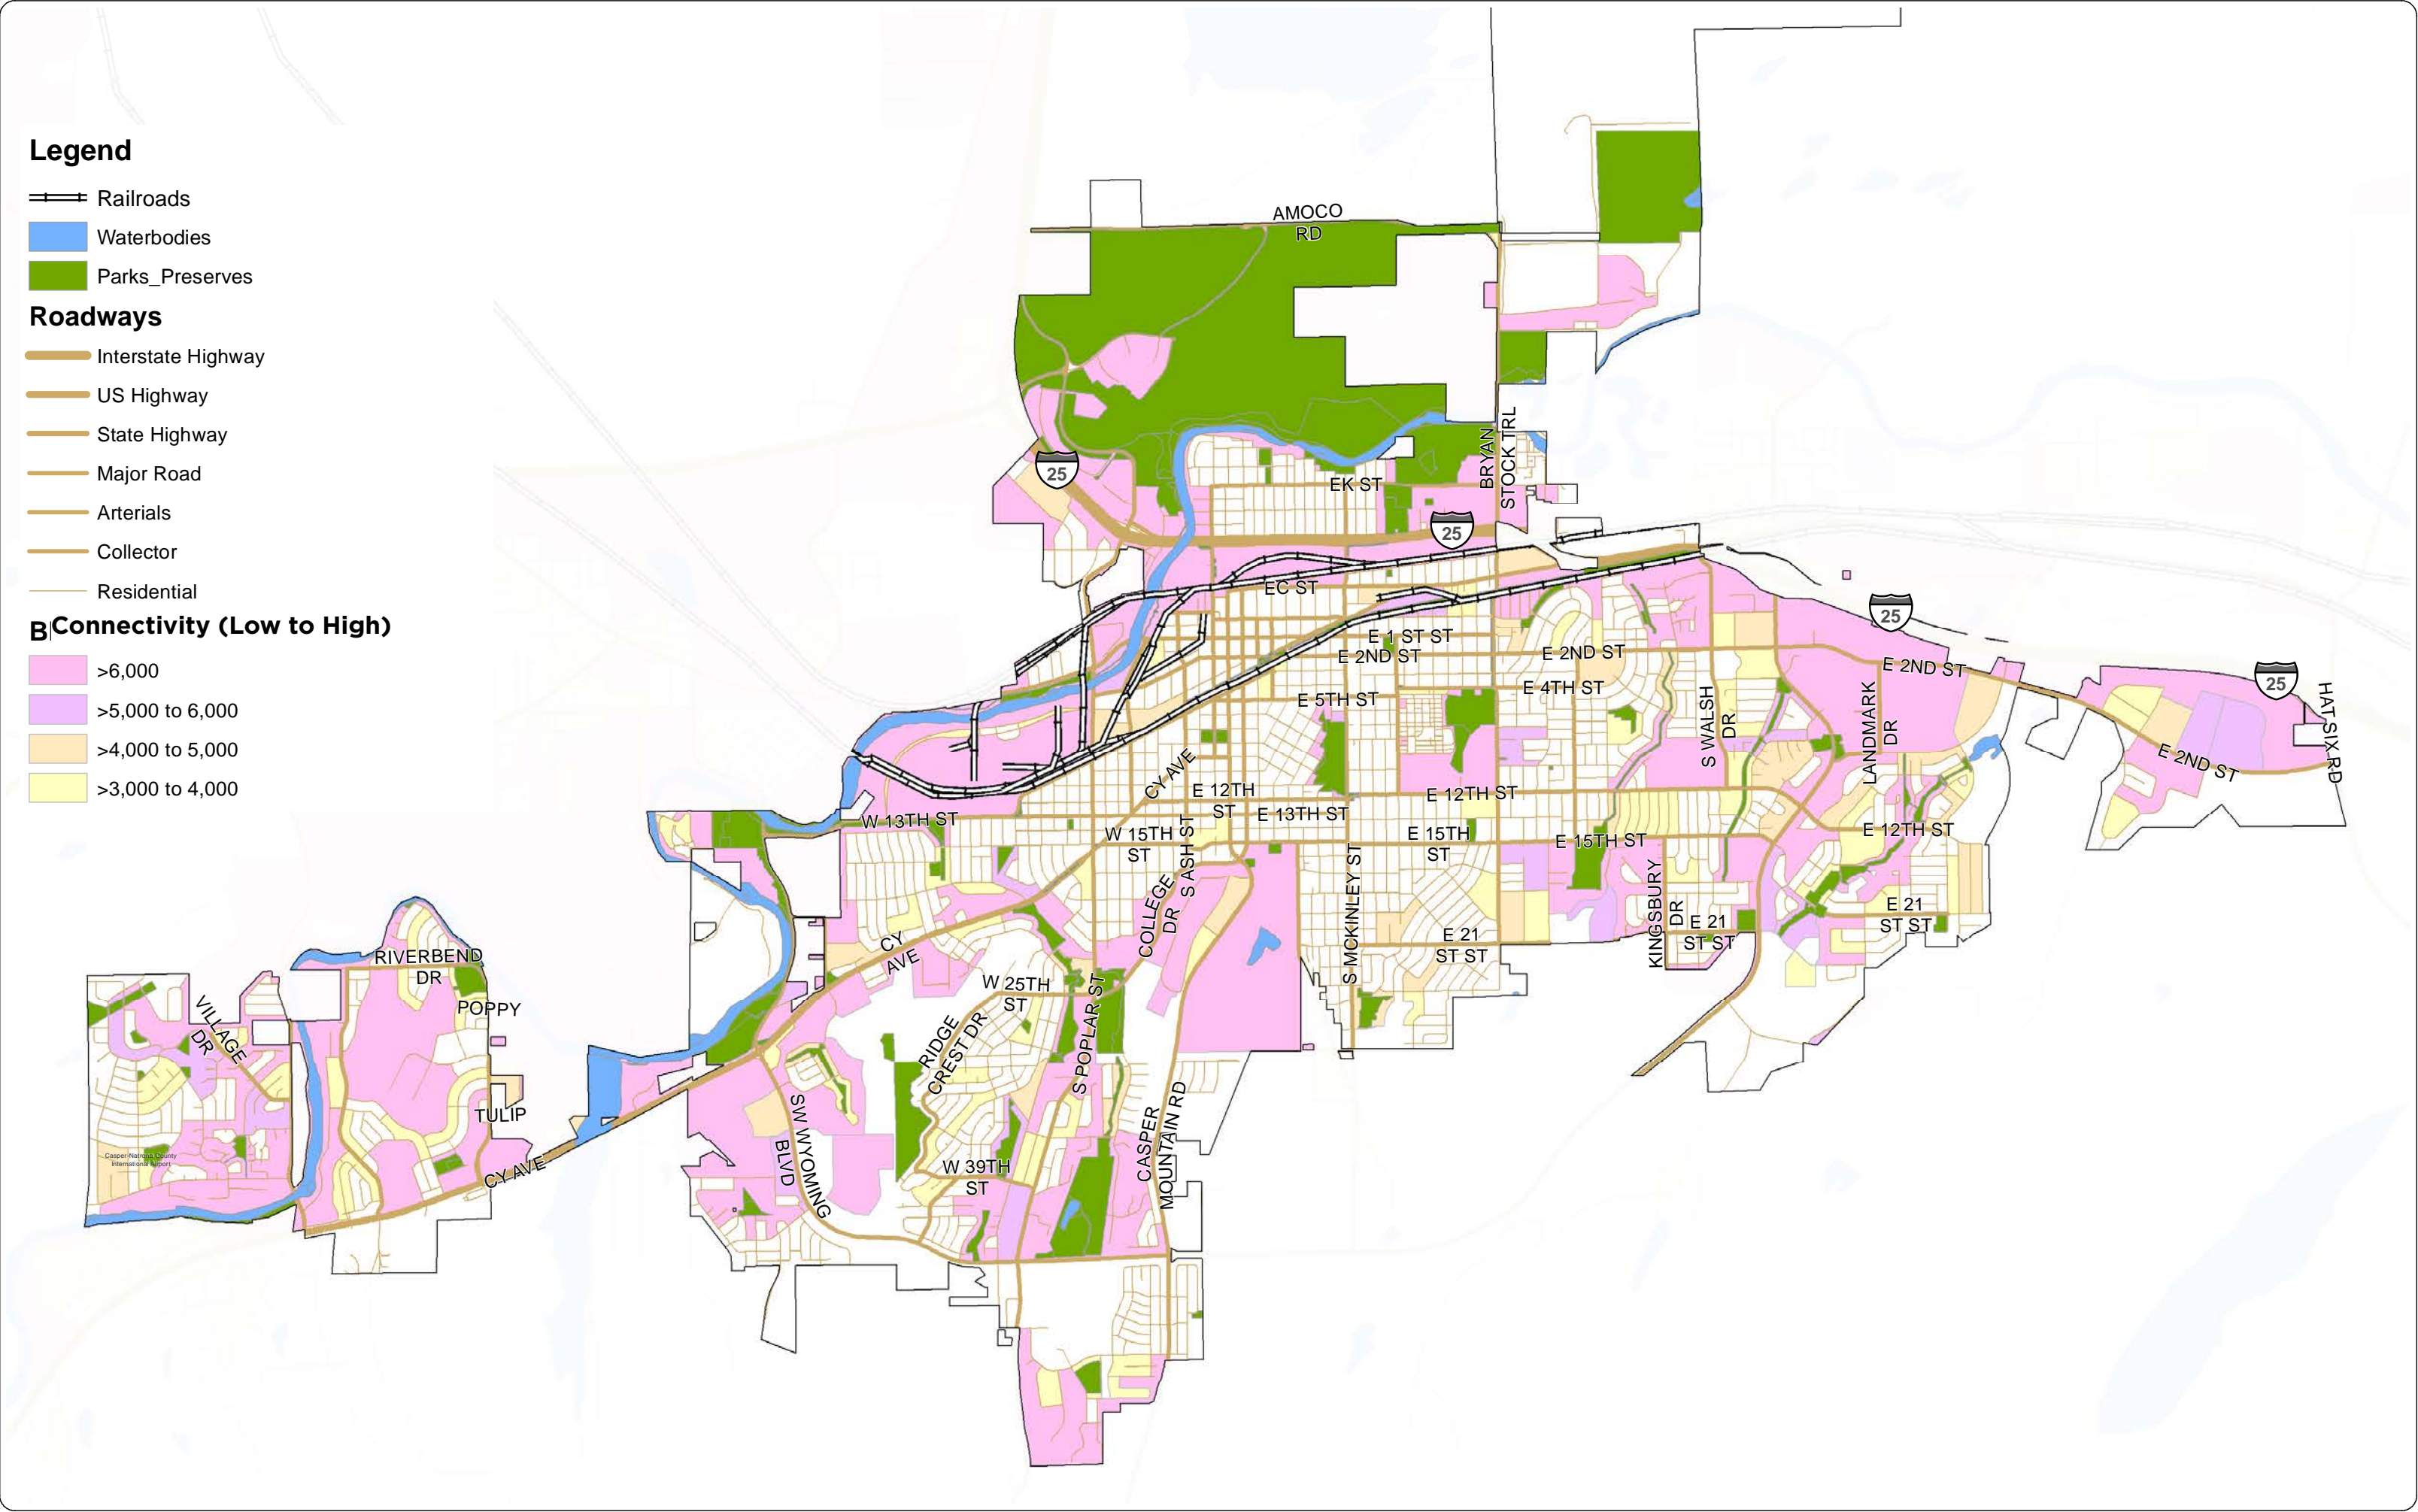 Legend
Railroads
Waterbodies
Parks_Preserves
Roadways
Interstate Highway
US Highway
State Highway
Major Road
Arterials
Collector
Residential
B Connectivity (Low to High)
>6,000
>5,000 to 6,000
>4,000 to 5,000
>3,000 to 4,000
AMOCO
RD
BRYAN
STOCK TRL
25
EK ST
25
EC ST
E 1 ST ST
E 2ND ST
E 2ND ST
E 4TH ST
E 5TH ST
25
E 2ND ST
25
HAT SIX RD
E 2ND ST
S WALSH
DR
LANDMARK
DR
CY AVE
E 12TH
ST
E 13TH ST
E 12TH ST
W 13TH ST
W 15TH
ST
S ASH ST
E 15TH
ST
E 15TH ST
E 12TH ST
S MCKINLEY ST
KINGSBURY
DR
E 21
ST ST
E 21
ST ST
E 21
ST ST
COLLEGE
DR
CY
AVE
W 25TH
ST
RIDGE
CREST DR
S POPLAR ST
CASPER
MOUNTAIN RD
W 39TH
ST
SW WYOMING
BLVD
RIVERBEND
DR
POPPY
VILLAGE
DR
TULIP
CY AVE
Casper-Natrona County
International Airport